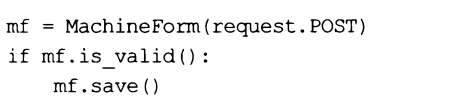 mf = MachineForm(request.POST)
if mf.is_valid():
    mf.save()